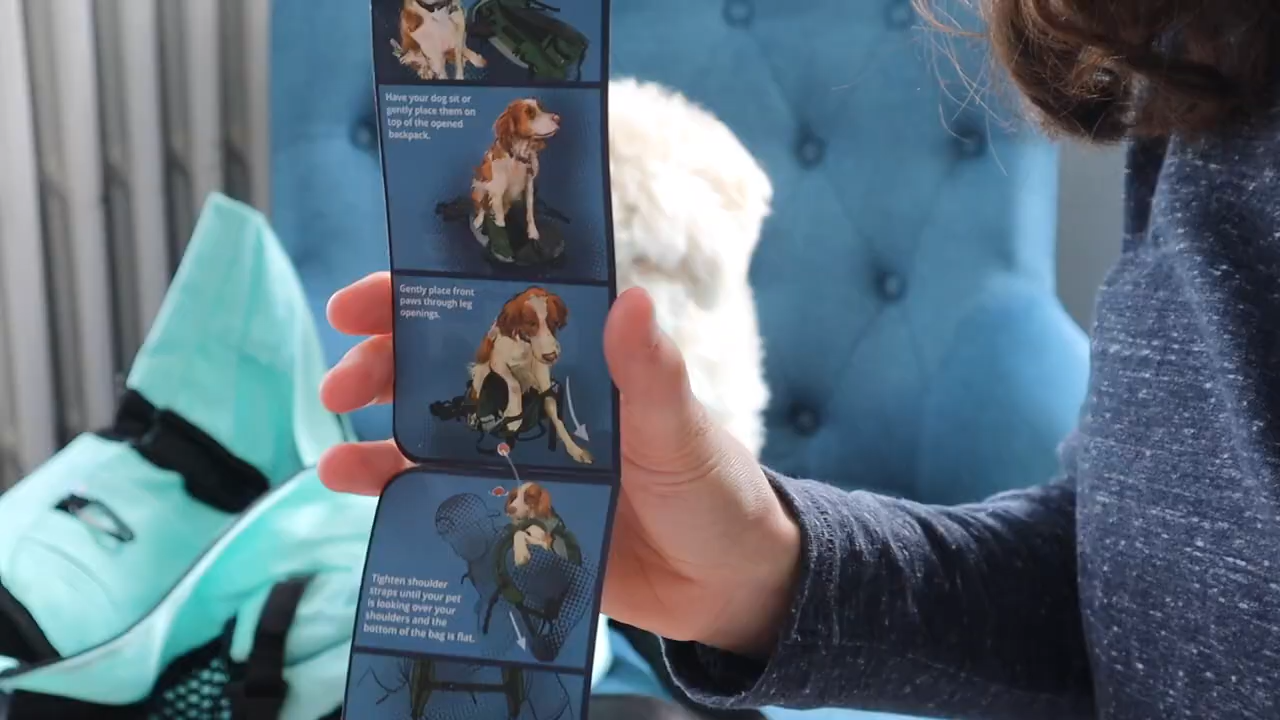 Have your dog sit or
gently place them on
top of the opened
backpack.
Gently place front
paws through leg
openings.
Tighten shoulder
straps until your pet
is looking over your
shoulders and the
bottom of the bag is flat.